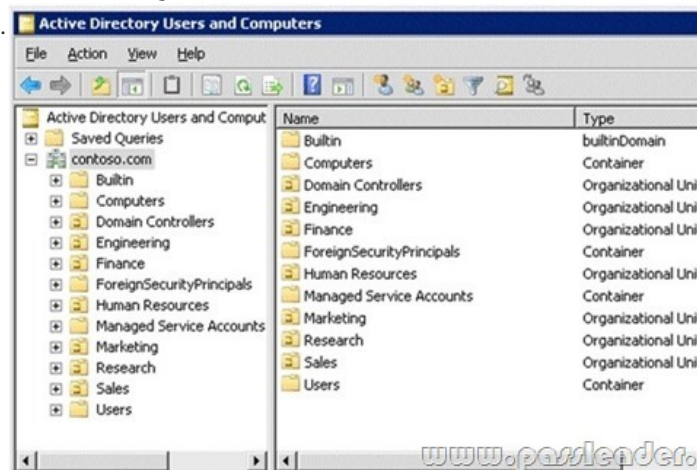 Active Directory Users and Computers
File Action View Help
Active Directory Users and Comput
Saved Queries
contoso.com
Builtin
Computers
Domain Controllers
Engineering
Finance
ForeignSecurityPrincipals
Human Resources
Managed Service Accounts
Marketing
Research
Sales
Users
Name Type
Builtin builtinDomain
Computers Container
Domain Controllers Organizational Uni
Engineering Organizational Uni
Finance Organizational Uni
ForeignSecurityPrincipals Container
Human Resources Organizational Uni
Managed Service Accounts Container
Marketing Organizational Uni
Research Organizational Uni
Sales Organizational Uni
Users Container
www.passleader.